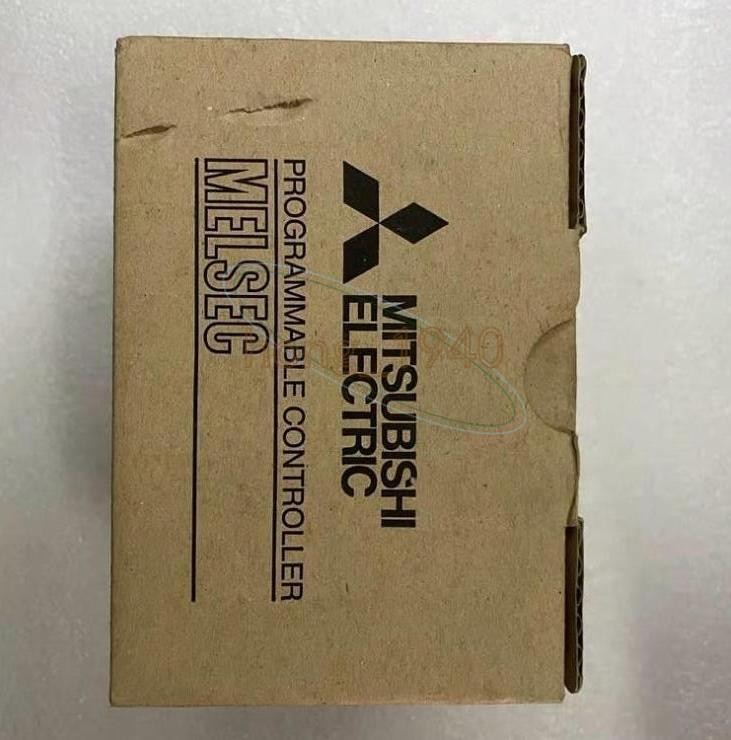 MITSUBISHI
ELECTRIC
PROGRAMMABLE CONTROLLER
MELSEC